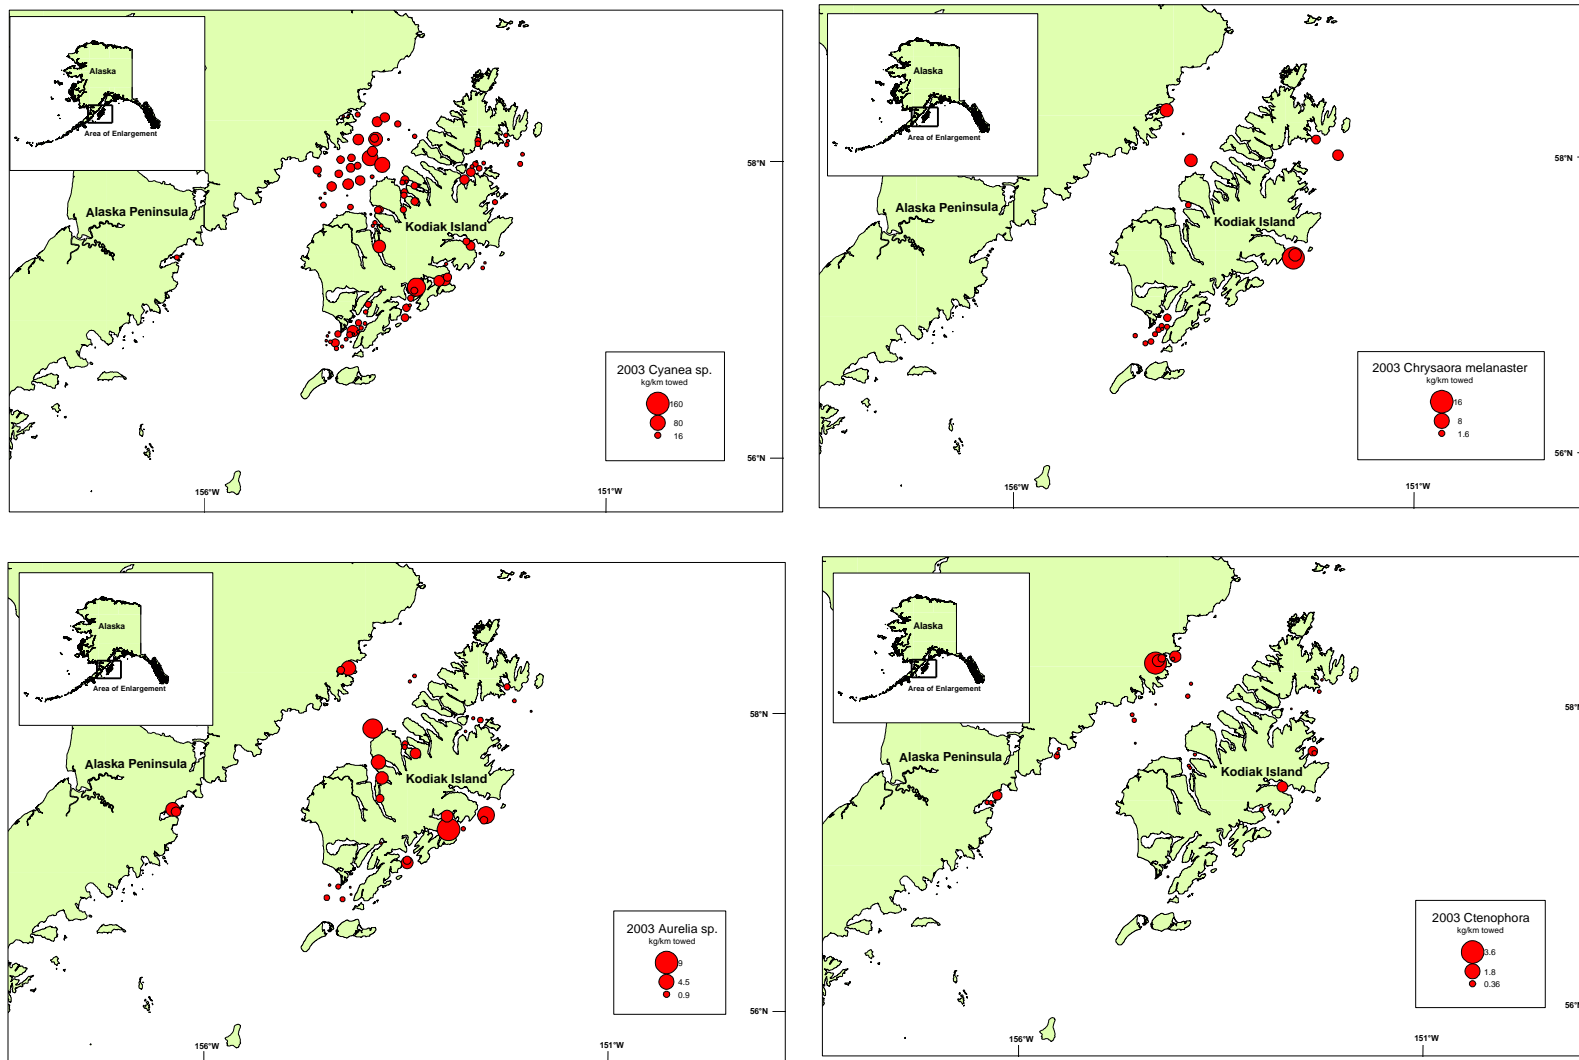 Alaska
Area of Enlargement
58°N
Alaska Peninsula
Kodiak Island
2003 Cyanea sp.
kg/km towed
160
80
16
56°N
156°W
151°W
Alaska
Area of Enlargement
58°N
Alaska Peninsula
Kodiak Island
2003 Chrysaora melanaster
kg/km towed
16
8
1.6
56°N
156°W
151°W
Alaska
Area of Enlargement
58°N
Alaska Peninsula
Kodiak Island
2003 Aurelia sp.
kg/km towed
9
4.5
0.9
56°N
156°W
151°W
Alaska
Area of Enlargement
58°N
Alaska Peninsula
Kodiak Island
2003 Ctenophora
kg/km towed
3.6
1.8
0.36
56°N
156°W
151°W